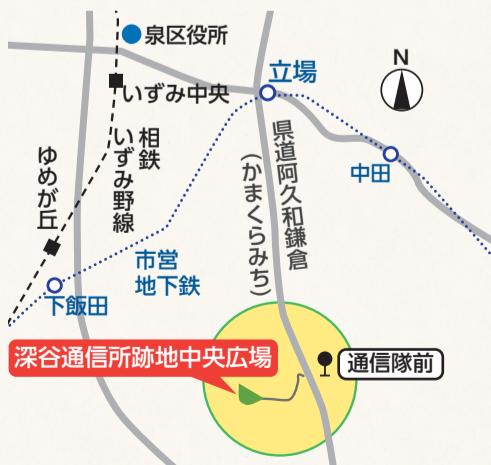 泉区役所
いずみ中央
立場
N
中田
相鉄
いずみ野線
ゆめが丘
県道阿久和鎌倉
(かまくらみち)
市営
地下鉄
下飯田
深谷通信所跡地中央広場
通信隊前